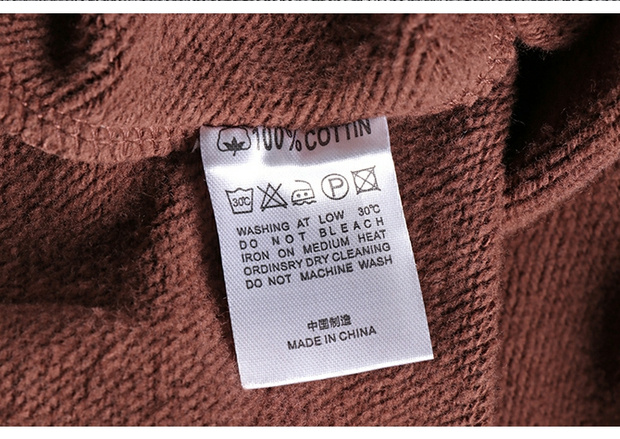 100% COTTIN
30℃
P
WASHING AT LOW 30℃
DO NOT BLEACH
IRON ON MEDIUM HEAT
ORDINSRY DRY CLEANING
DO NOT MACHINE WASH
中国制造
MADE IN CHINA